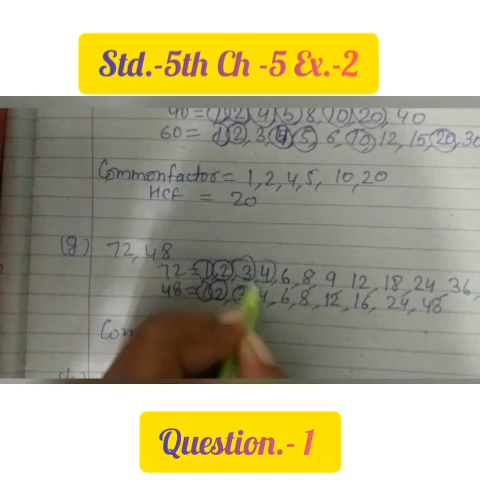 Std.-5th Ch -5 Ex.-2
40 = 1, 2, 4, 5, 8, 10, 20, 40
60 = 1, 2, 3, 4, 5, 6, 10, 12, 15, 20, 30
Common factor = 1, 2, 4, 5, 10, 20
HCF = 20
(g) 72, 48
72 = 1, 2, 3, 4, 6, 8, 9, 12, 18, 24, 36,
48 = 1, 2, 3, 4, 6, 8, 12, 16, 24, 48
Question.- 1